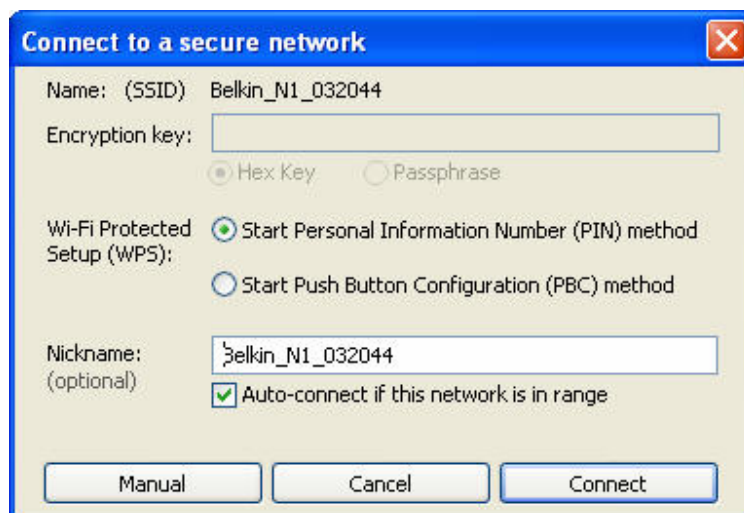 Connect to a secure network
Name: (SSID) Belkin_N1_032044
Encryption key:
Hex Key Passphrase
Wi-Fi Protected Setup (WPS):
Start Personal Information Number (PIN) method
Start Push Button Configuration (PBC) method
Nickname: (optional)
Belkin_N1_032044
Auto-connect if this network is in range
Manual Cancel Connect